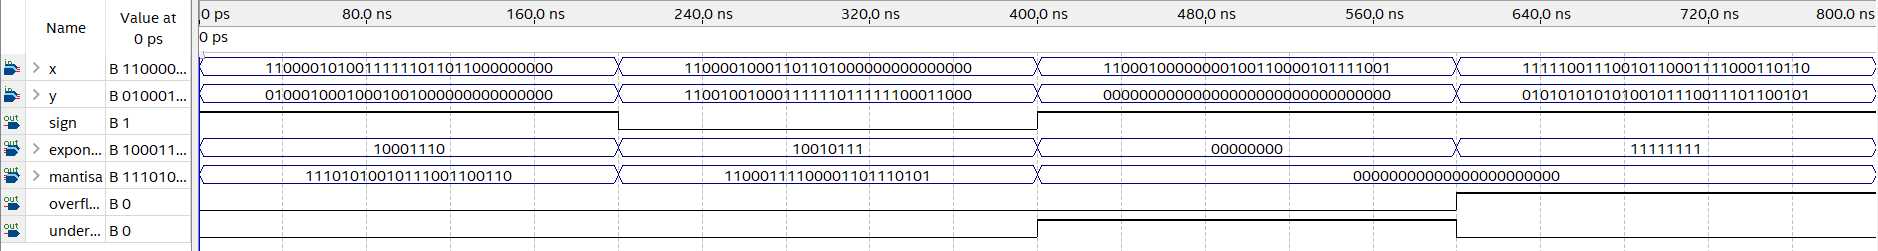 Name Value at 0 ps
0 ps 80.0 ns 160.0 ns 240.0 ns 320.0 ns 400.0 ns 480.0 ns 560.0 ns 640.0 ns 720.0 ns 800.0 ns
0 ps
x B 110000... 11000010100111111011011000000000 11000010001101101000000000000000 11000100000000100110000101111001 11111001110010110001111000110110
y B 010001... 01000100010001001000000000000000 11001001000111111011111100011000 00000000000000000000000000000000 01010101010100101110011101100101
sign B 1
expon... B 100011... 10001110 10010111 00000000 11111111
mantisa B 111010... 11101010010111001100110 11000111100001101110101 00000000000000000000000
overfl... B 0
under... B 0